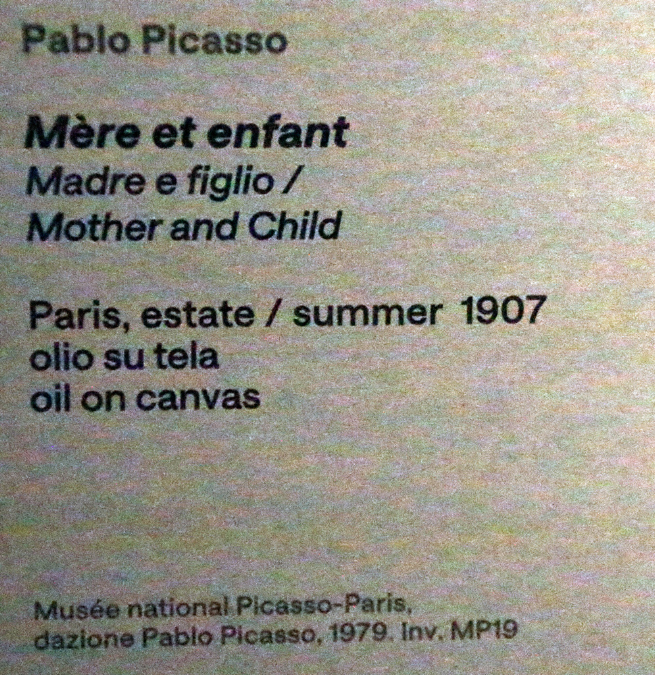 Pablo Picasso
Mère et enfant
Madre e figlio /
Mother and Child
Paris, estate / summer 1907
olio su tela
oil on canvas
Musée national Picasso-Paris,
dazione Pablo Picasso, 1979. Inv. MP19